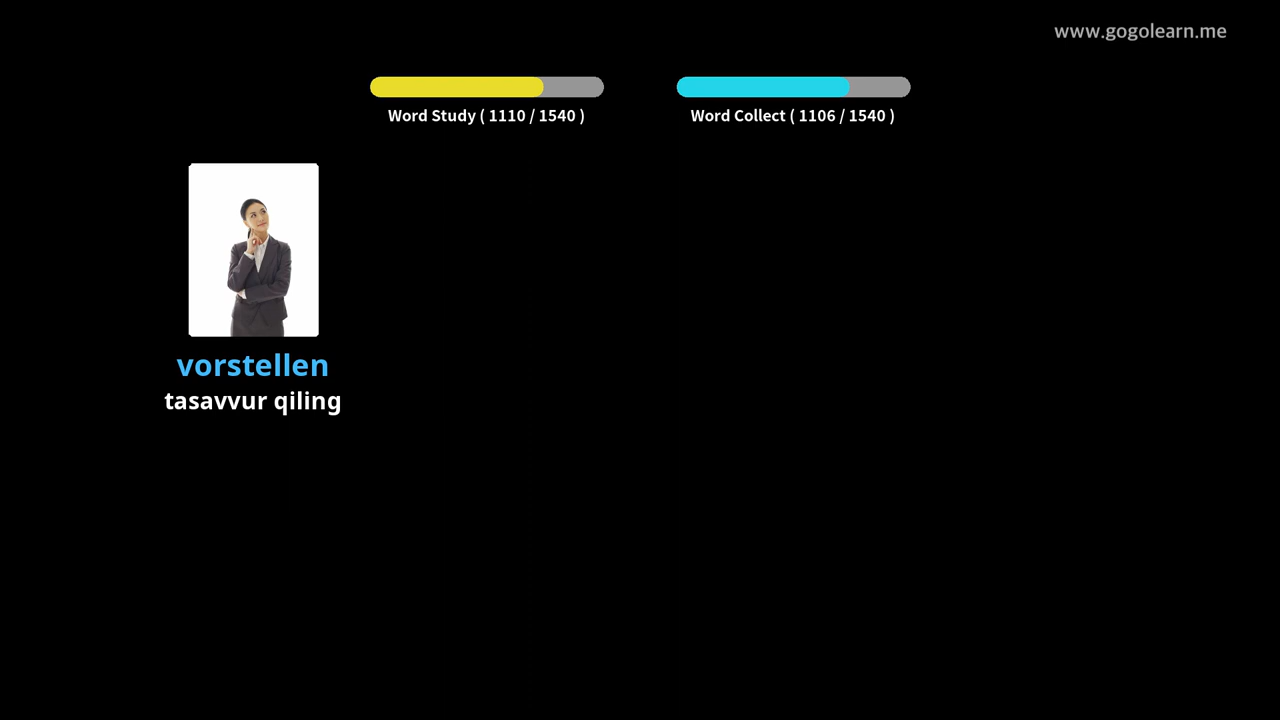 www.gogolearn.me
Word Study ( 1110 / 1540 )
Word Collect ( 1106 / 1540 )
vorstellen
tasavvur qiling